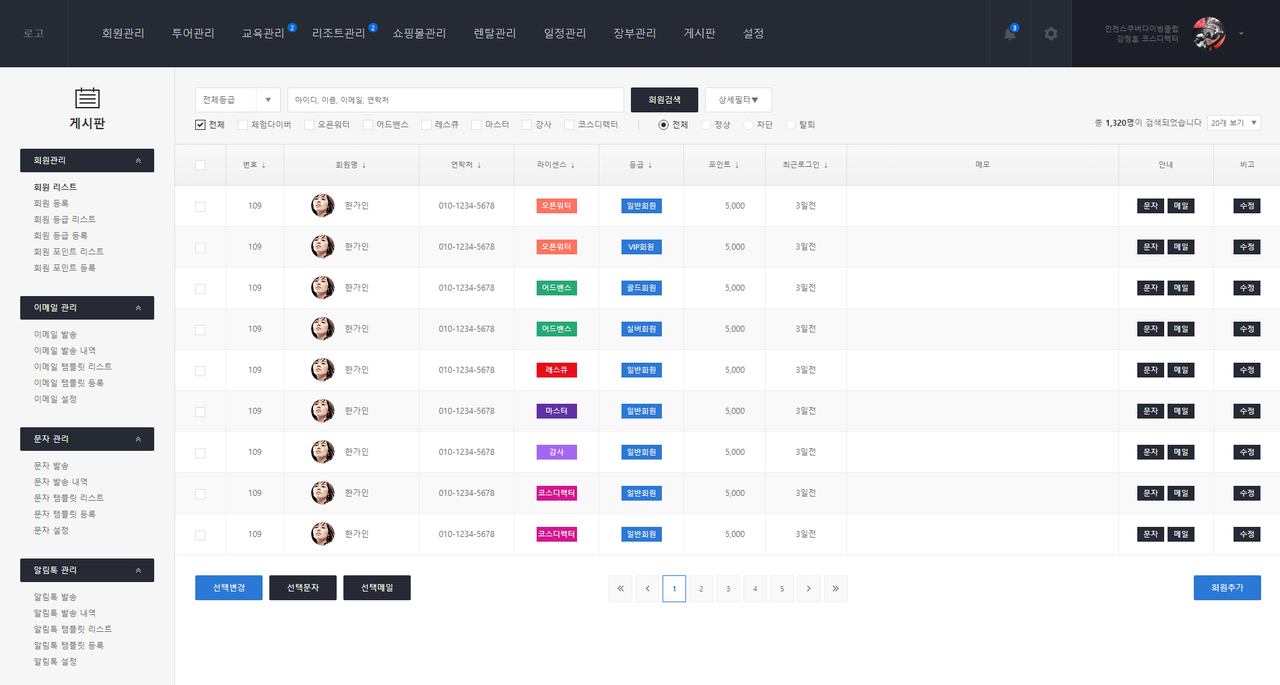 로고 회원관리 투어관리 교육관리 2 리조트관리 2 쇼핑몰관리 렌탈관리 일정관리 장부관리 게시판 설정 3 인천스쿠버다이빙클럽
강정훈 코스디렉터
게시판
회원관리
회원 리스트
회원 등록
회원 등급 리스트
회원 등급 등록
회원 포인트 리스트
회원 포인트 등록
이메일 관리
이메일 발송
이메일 발송 내역
이메일 탬플릿 리스트
이메일 탬플릿 등록
이메일 설정
문자 관리
문자 발송
문자 발송 내역
문자 탬플릿 리스트
문자 탬플릿 등록
문자 설정
알림톡 관리
알림톡 발송
알림톡 발송 내역
알림톡 탬플릿 리스트
알림톡 탬플릿 등록
알림톡 설정
전체등급 ▼ 아이디, 이름, 이메일, 연락처 회원검색 상세필터▼
전체 체험다이버 오픈워터 어드밴스 레스큐 마스터 강사 코스디렉터 | 전체 정상 차단 탈퇴 총 1,320명이 검색되었습니다 20개 보기 ▼
번호 ↓ 회원명 ↓ 연락처 ↓ 라이센스 ↓ 등급 ↓ 포인트 ↓ 최근로그인 ↓ 메모 안내 비고
109 한가인 010-1234-5678 오픈워터 일반회원 5,000 3일전 문자 메일 수정
109 한가인 010-1234-5678 오픈워터 VIP회원 5,000 3일전 문자 메일 수정
109 한가인 010-1234-5678 어드밴스 골드회원 5,000 3일전 문자 메일 수정
109 한가인 010-1234-5678 어드밴스 실버회원 5,000 3일전 문자 메일 수정
109 한가인 010-1234-5678 레스큐 일반회원 5,000 3일전 문자 메일 수정
109 한가인 010-1234-5678 마스터 일반회원 5,000 3일전 문자 메일 수정
109 한가인 010-1234-5678 강사 일반회원 5,000 3일전 문자 메일 수정
109 한가인 010-1234-5678 코스디렉터 일반회원 5,000 3일전 문자 메일 수정
109 한가인 010-1234-5678 코스디렉터 일반회원 5,000 3일전 문자 메일 수정
선택변경 선택문자 선택메일 « ‹ 1 2 3 4 5 › » 회원추가